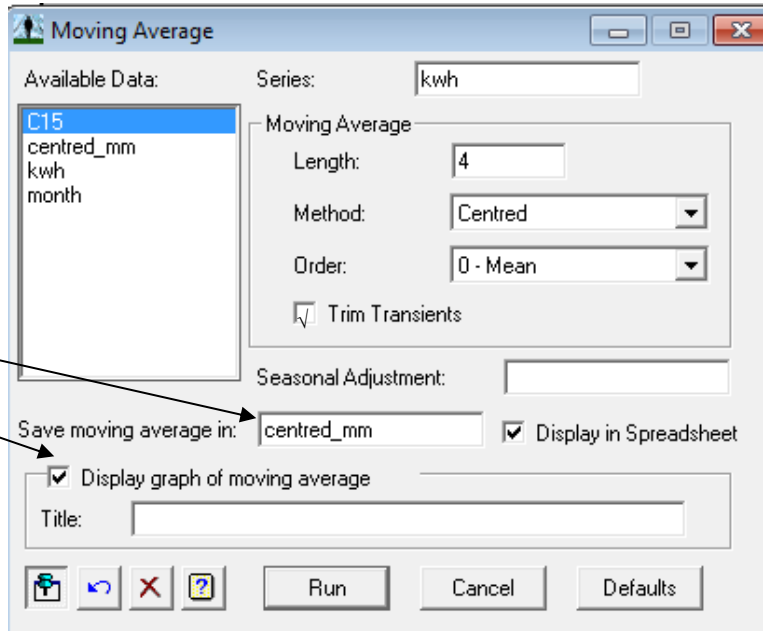 Moving Average
Available Data:
Series:
kwh
C15
centred_mm
kwh
month
Moving Average
Length:
4
Method:
Centred
Order:
0 - Mean
√ Trim Transients
Seasonal Adjustment:
Save moving average in:
centred_mm
Display in Spreadsheet
Display graph of moving average
Title:
Run
Cancel
Defaults